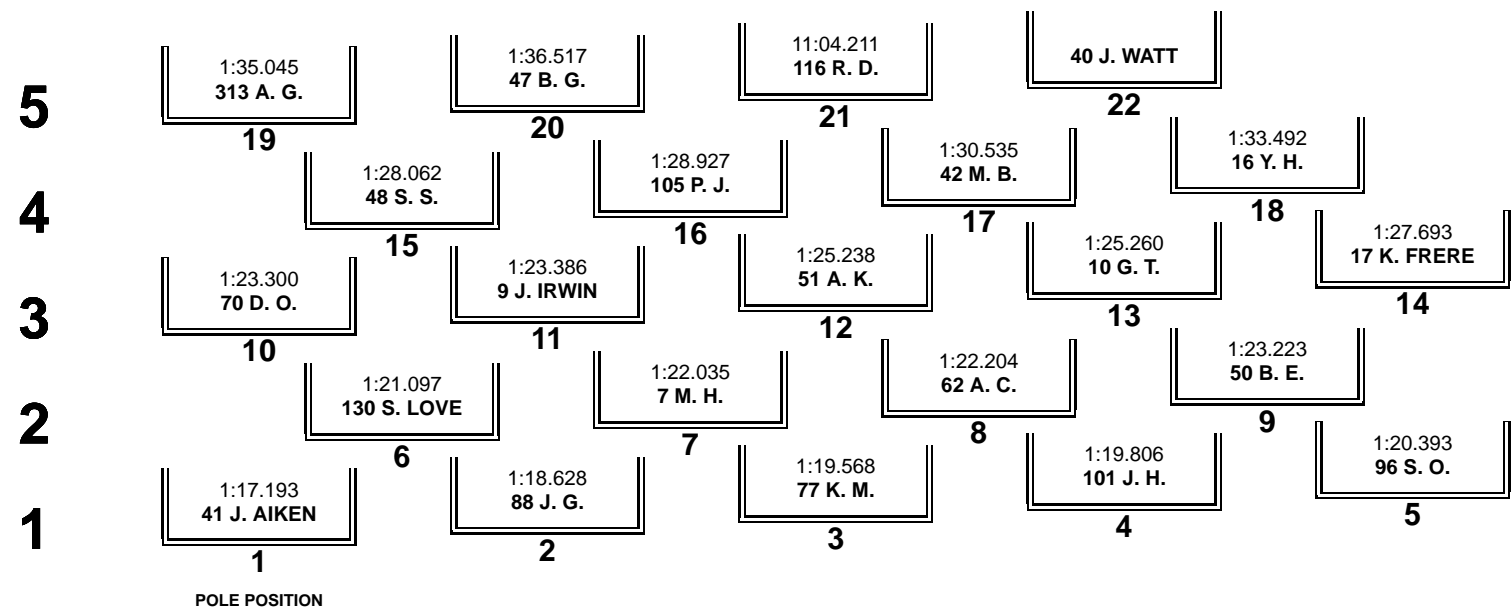 5
1:35.045
313 A. G.
19
1:36.517
47 B. G.
20
11:04.211
116 R. D.
21
40 J. WATT
22
4
1:28.062
48 S. S.
15
1:28.927
105 P. J.
16
1:30.535
42 M. B.
17
1:33.492
16 Y. H.
18
3
1:23.300
70 D. O.
10
1:23.386
9 J. IRWIN
11
1:25.238
51 A. K.
12
1:25.260
10 G. T.
13
1:27.693
17 K. FRERE
14
2
1:21.097
130 S. LOVE
6
1:22.035
7 M. H.
7
1:22.204
62 A. C.
8
1:23.223
50 B. E.
9
1
1:17.193
41 J. AIKEN
1
1:18.628
88 J. G.
2
1:19.568
77 K. M.
3
1:19.806
101 J. H.
4
1:20.393
96 S. O.
5
POLE POSITION